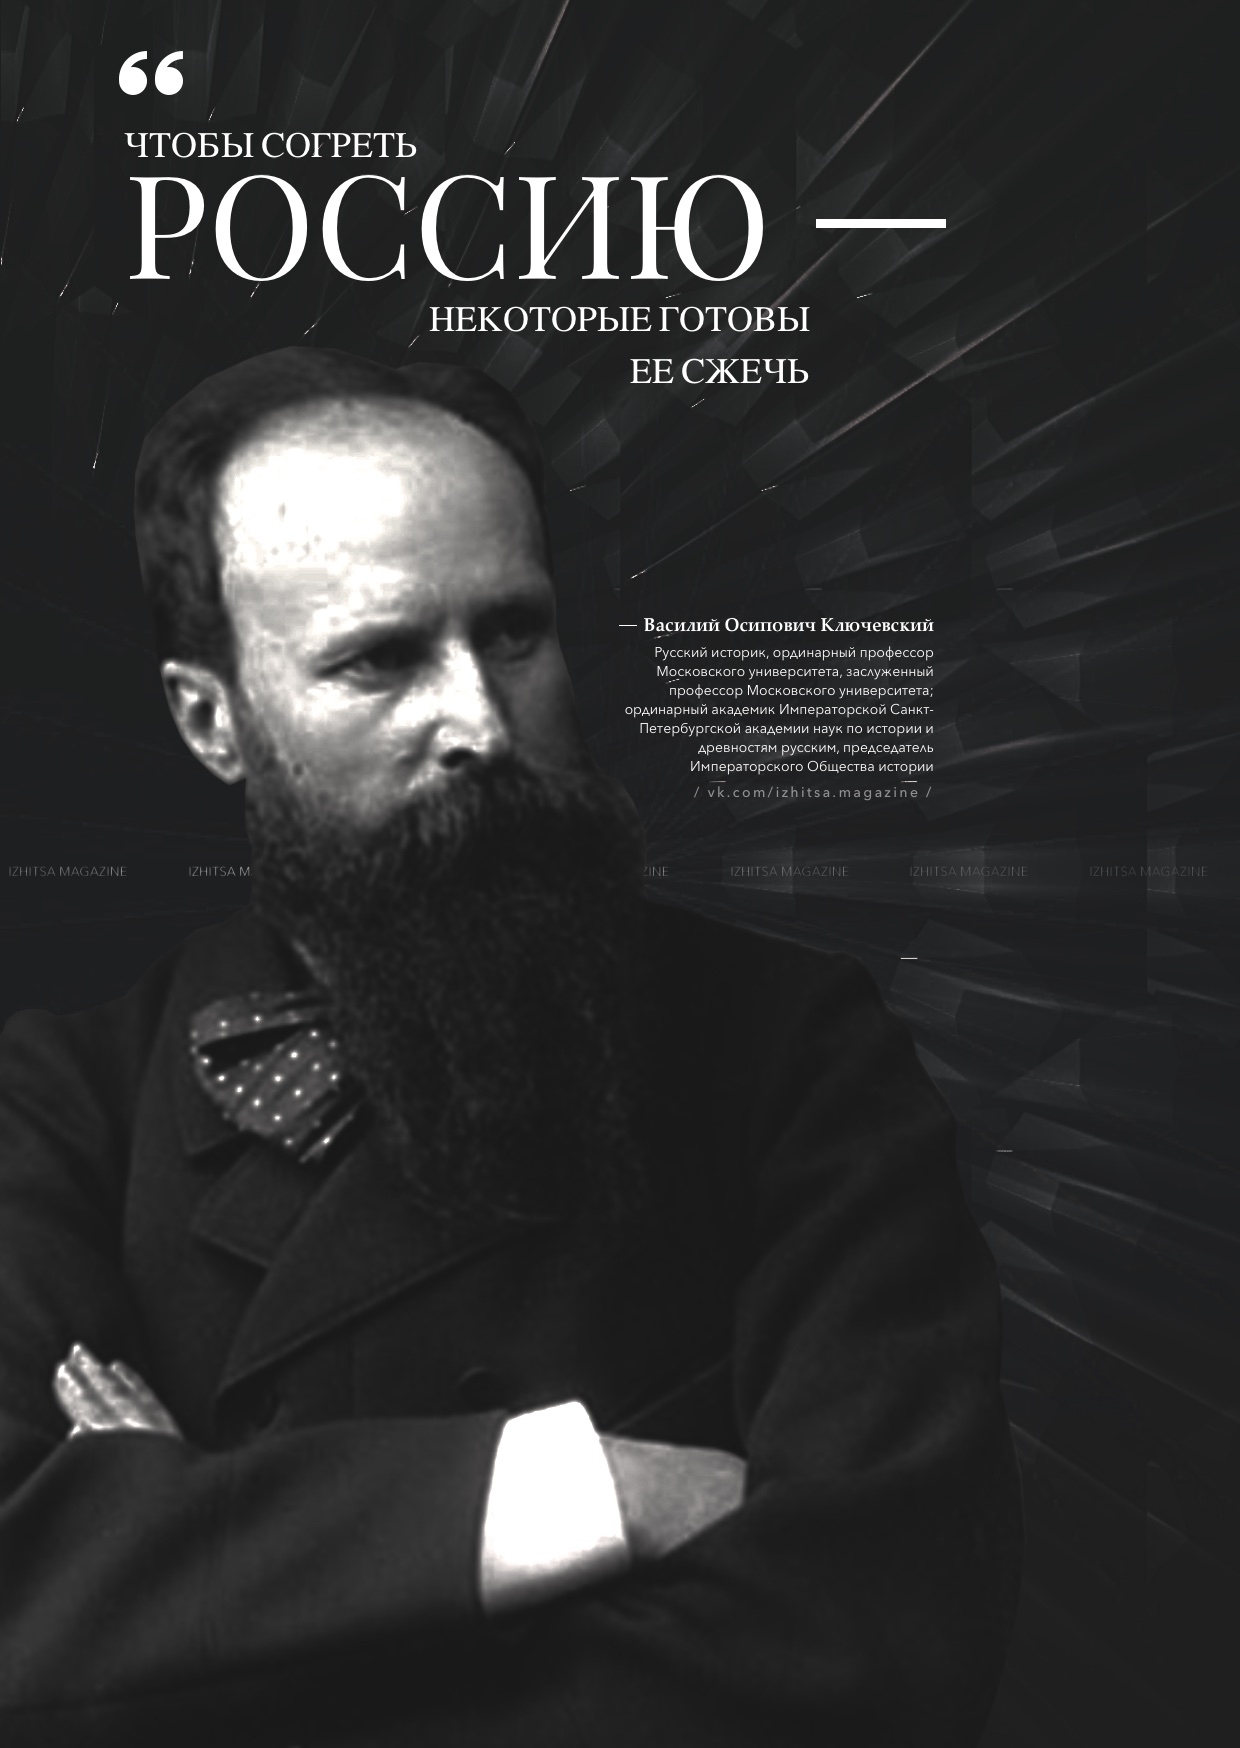 “
ЧТОБЫ СОГРЕТЬ
РОССИЮ —
НЕКОТОРЫЕ ГОТОВЫ
ЕЕ СЖЕЧЬ
— Василий Осипович Ключевский
Русский историк, ординарный профессор
Московского университета, заслуженный
профессор Московского университета;
ординарный академик Императорской Санкт-
Петербургской академии наук по истории и
древностям русским, председатель
Императорского Общества истории
/ vk.com/izhitsa.magazine /
IZHITSA MAGAZINE IZHITSA M ZINE IZHITSA MAGAZINE IZHITSA MAGAZINE IZHITSA MAGAZINE